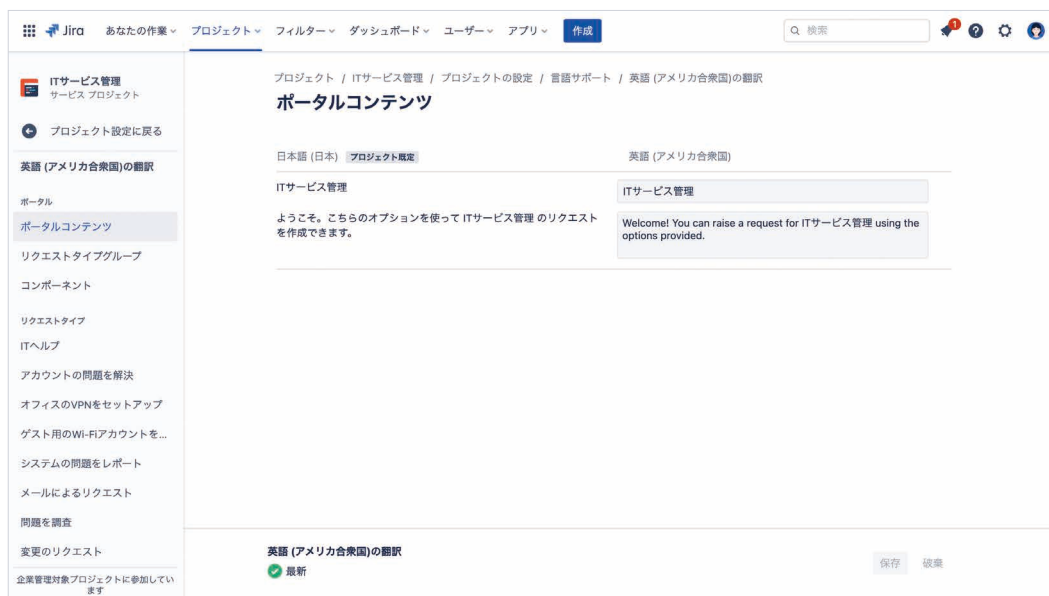 Jira あなたの作業 プロジェクト フィルター ダッシュボード ユーザー アプリ 作成 検索 1
ITサービス管理
サービス プロジェクト
プロジェクト設定に戻る
英語 (アメリカ合衆国)の翻訳
ポータル
ポータルコンテンツ
リクエストタイプグループ
コンポーネント
リクエストタイプ
ITヘルプ
アカウントの問題を解決
オフィスのVPNをセットアップ
ゲスト用のWi-Fiアカウントを...
システムの問題をレポート
メールによるリクエスト
問題を調査
変更のリクエスト
企業管理対象プロジェクトに参加してい
ます
プロジェクト / ITサービス管理 / プロジェクトの設定 / 言語サポート / 英語 (アメリカ合衆国)の翻訳
ポータルコンテンツ
日本語 (日本) プロジェクト既定 英語 (アメリカ合衆国)
ITサービス管理 ITサービス管理
ようこそ。こちらのオプションを使って ITサービス管理 のリクエスト
を作成できます。
Welcome! You can raise a request for ITサービス管理 using the
options provided.
英語 (アメリカ合衆国)の翻訳
最新
保存 破棄